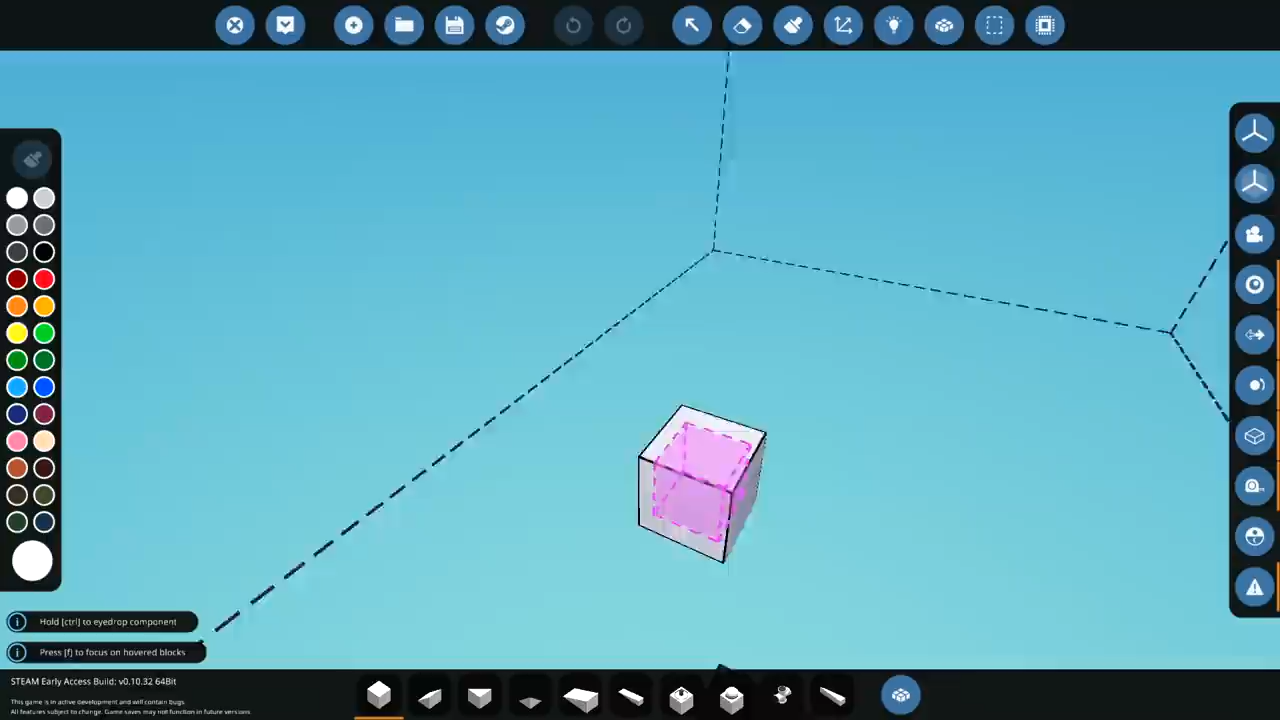 Hold [ctrl] to eyedrop component
Press [f] to focus on hovered blocks
STEAM Early Access Build: v0.10.32 64Bit
This game is in active development and will contain bugs.
All features subject to change. Game saves may not function in future versions.